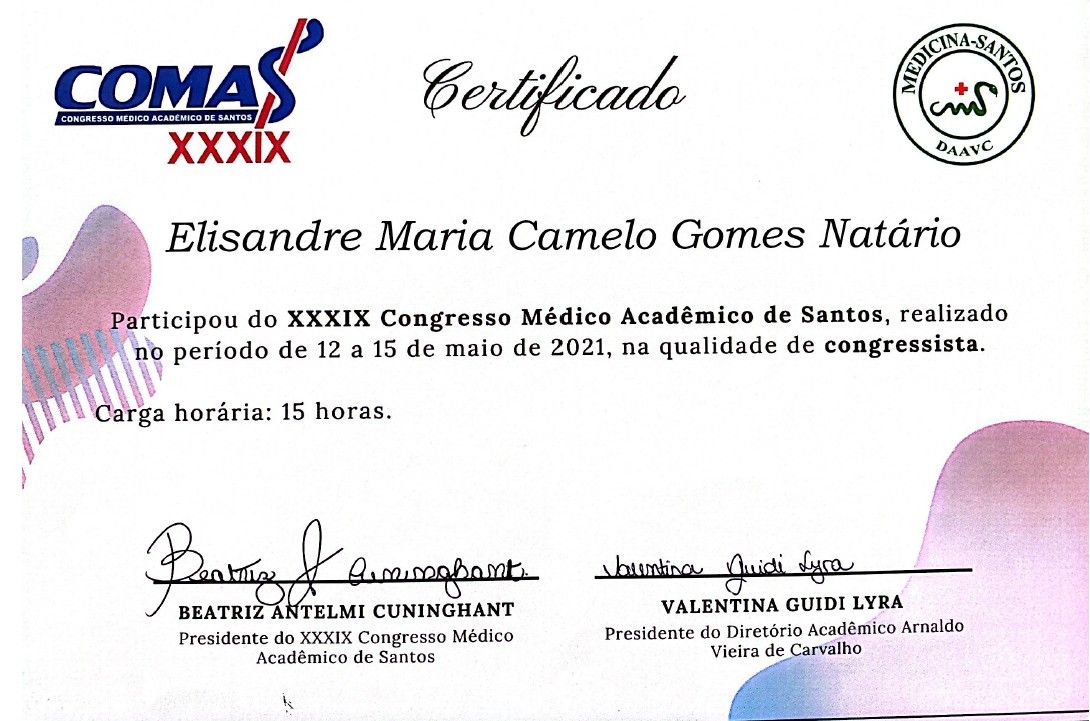 COMAS
CONGRESSO MÉDICO ACADÊMICO DE SANTOS
XXXIX
Certificado
MEDICINA-SANTOS
DAAVC
Elisandre Maria Camelo Gomes Natário
Participou do XXXIX Congresso Médico Acadêmico de Santos, realizado
no período de 12 a 15 de maio de 2021, na qualidade de congressista.
Carga horária: 15 horas.
Beatriz A Cuninghant.
Valentina Guidi Lyra
BEATRIZ ANTELMI CUNINGHANT
Presidente do XXXIX Congresso Médico
Acadêmico de Santos
VALENTINA GUIDI LYRA
Presidente do Diretório Acadêmico Arnaldo
Vieira de Carvalho